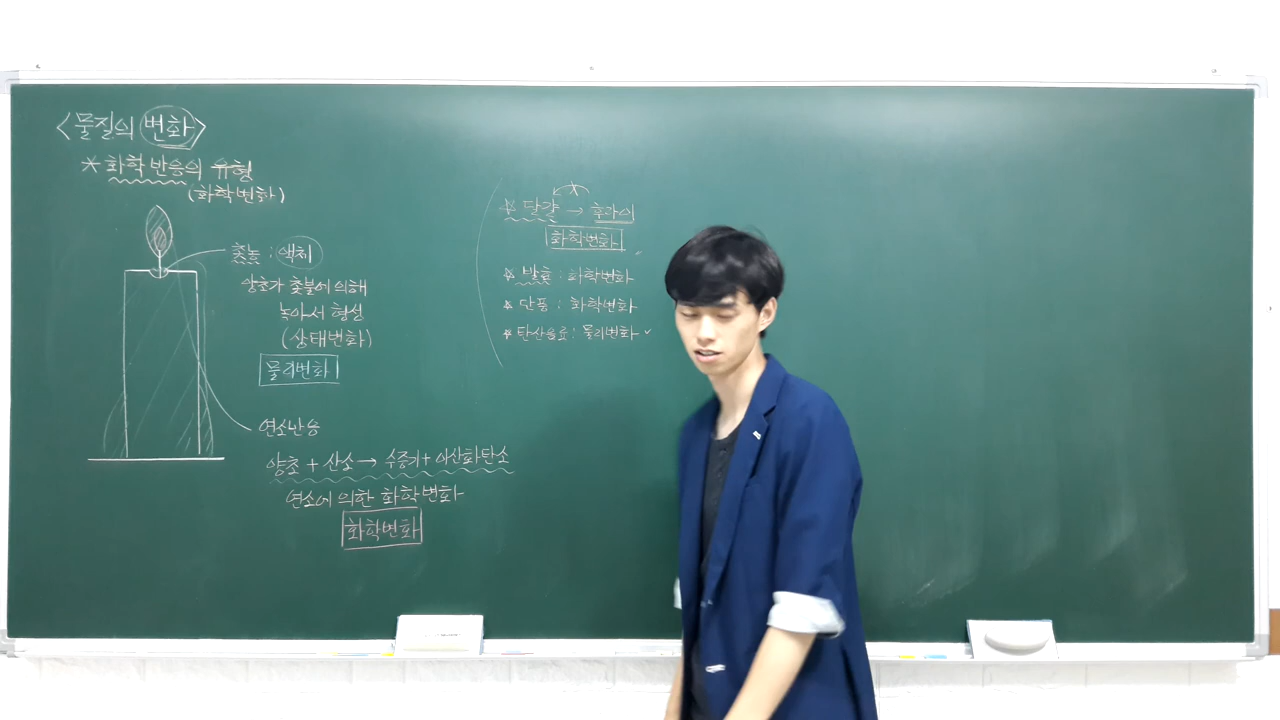 <물질의 변화>
* 화학반응의 유형
(화학변화)
촛농 : 액체
양초가 촛불에 의해
녹아서 형성
(상태변화)
물리변화
연소반응
양초 + 산소 → 수증기 + 이산화탄소
연소에 의한 화학변화
화학변화
☆ 달걀 → 후라이
화학변화
☆ 발효 : 화학변화
☆ 단풍 : 화학변화
☆ 탄산음료 : 물리변화